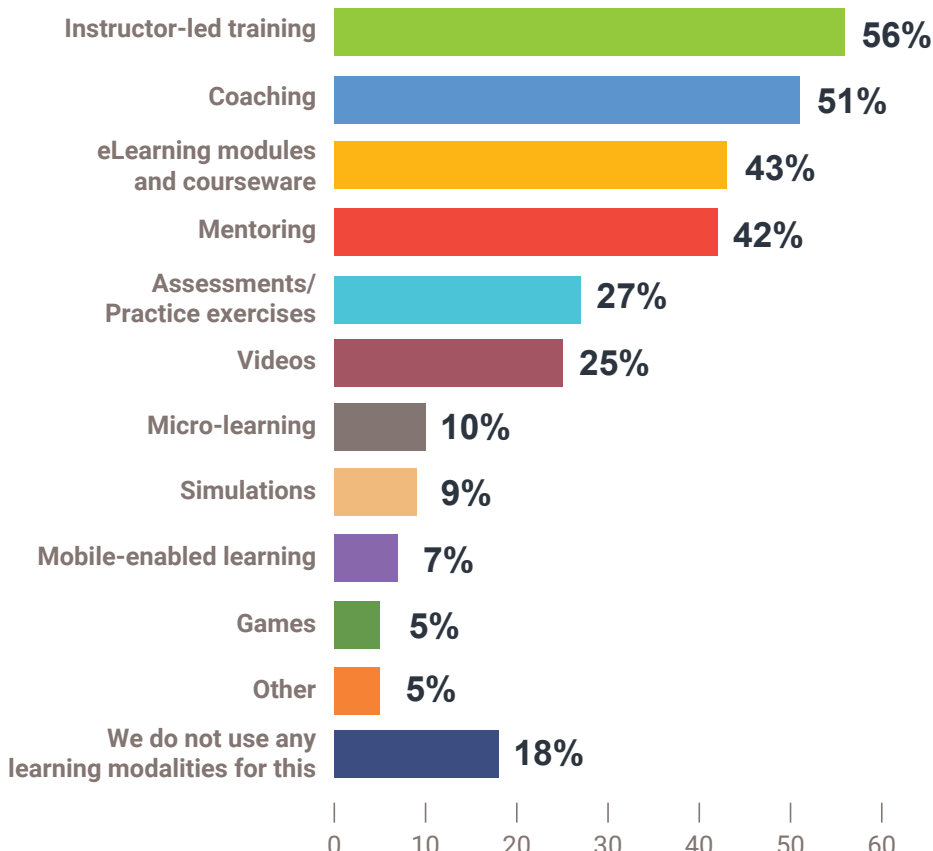 Instructor-led training
56%
Coaching
51%
eLearning modules
and courseware
43%
Mentoring
42%
Assessments/
Practice exercises
27%
Videos
25%
Micro-learning
10%
Simulations
9%
Mobile-enabled learning
7%
Games
5%
Other
5%
We do not use any
learning modalities for this
18%
0 10 20 30 40 50 60